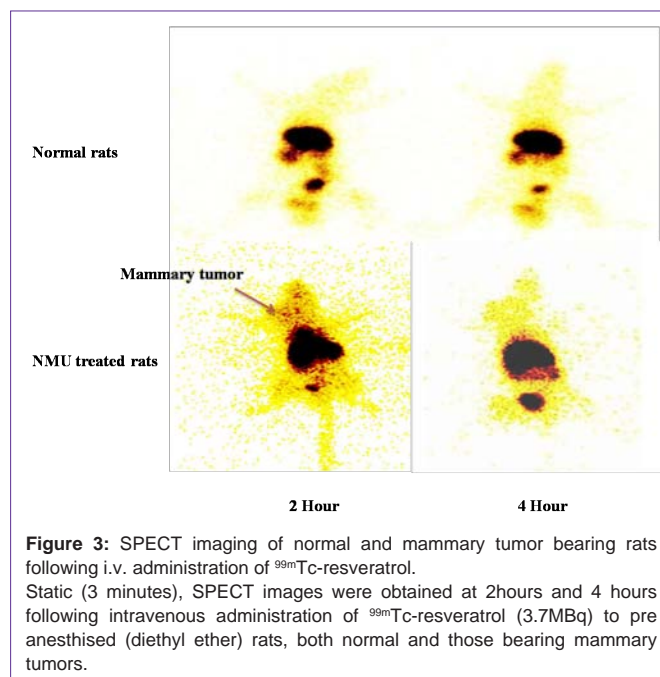 Normal rats
Mammary tumor
NMU treated rats
2 Hour
4 Hour
Figure 3: SPECT imaging of normal and mammary tumor bearing rats
following i.v. administration of ⁹⁹ᵐTc-resveratrol.
Static (3 minutes), SPECT images were obtained at 2hours and 4 hours
following intravenous administration of ⁹⁹ᵐTc-resveratrol (3.7MBq) to pre
anesthised (diethyl ether) rats, both normal and those bearing mammary
tumors.